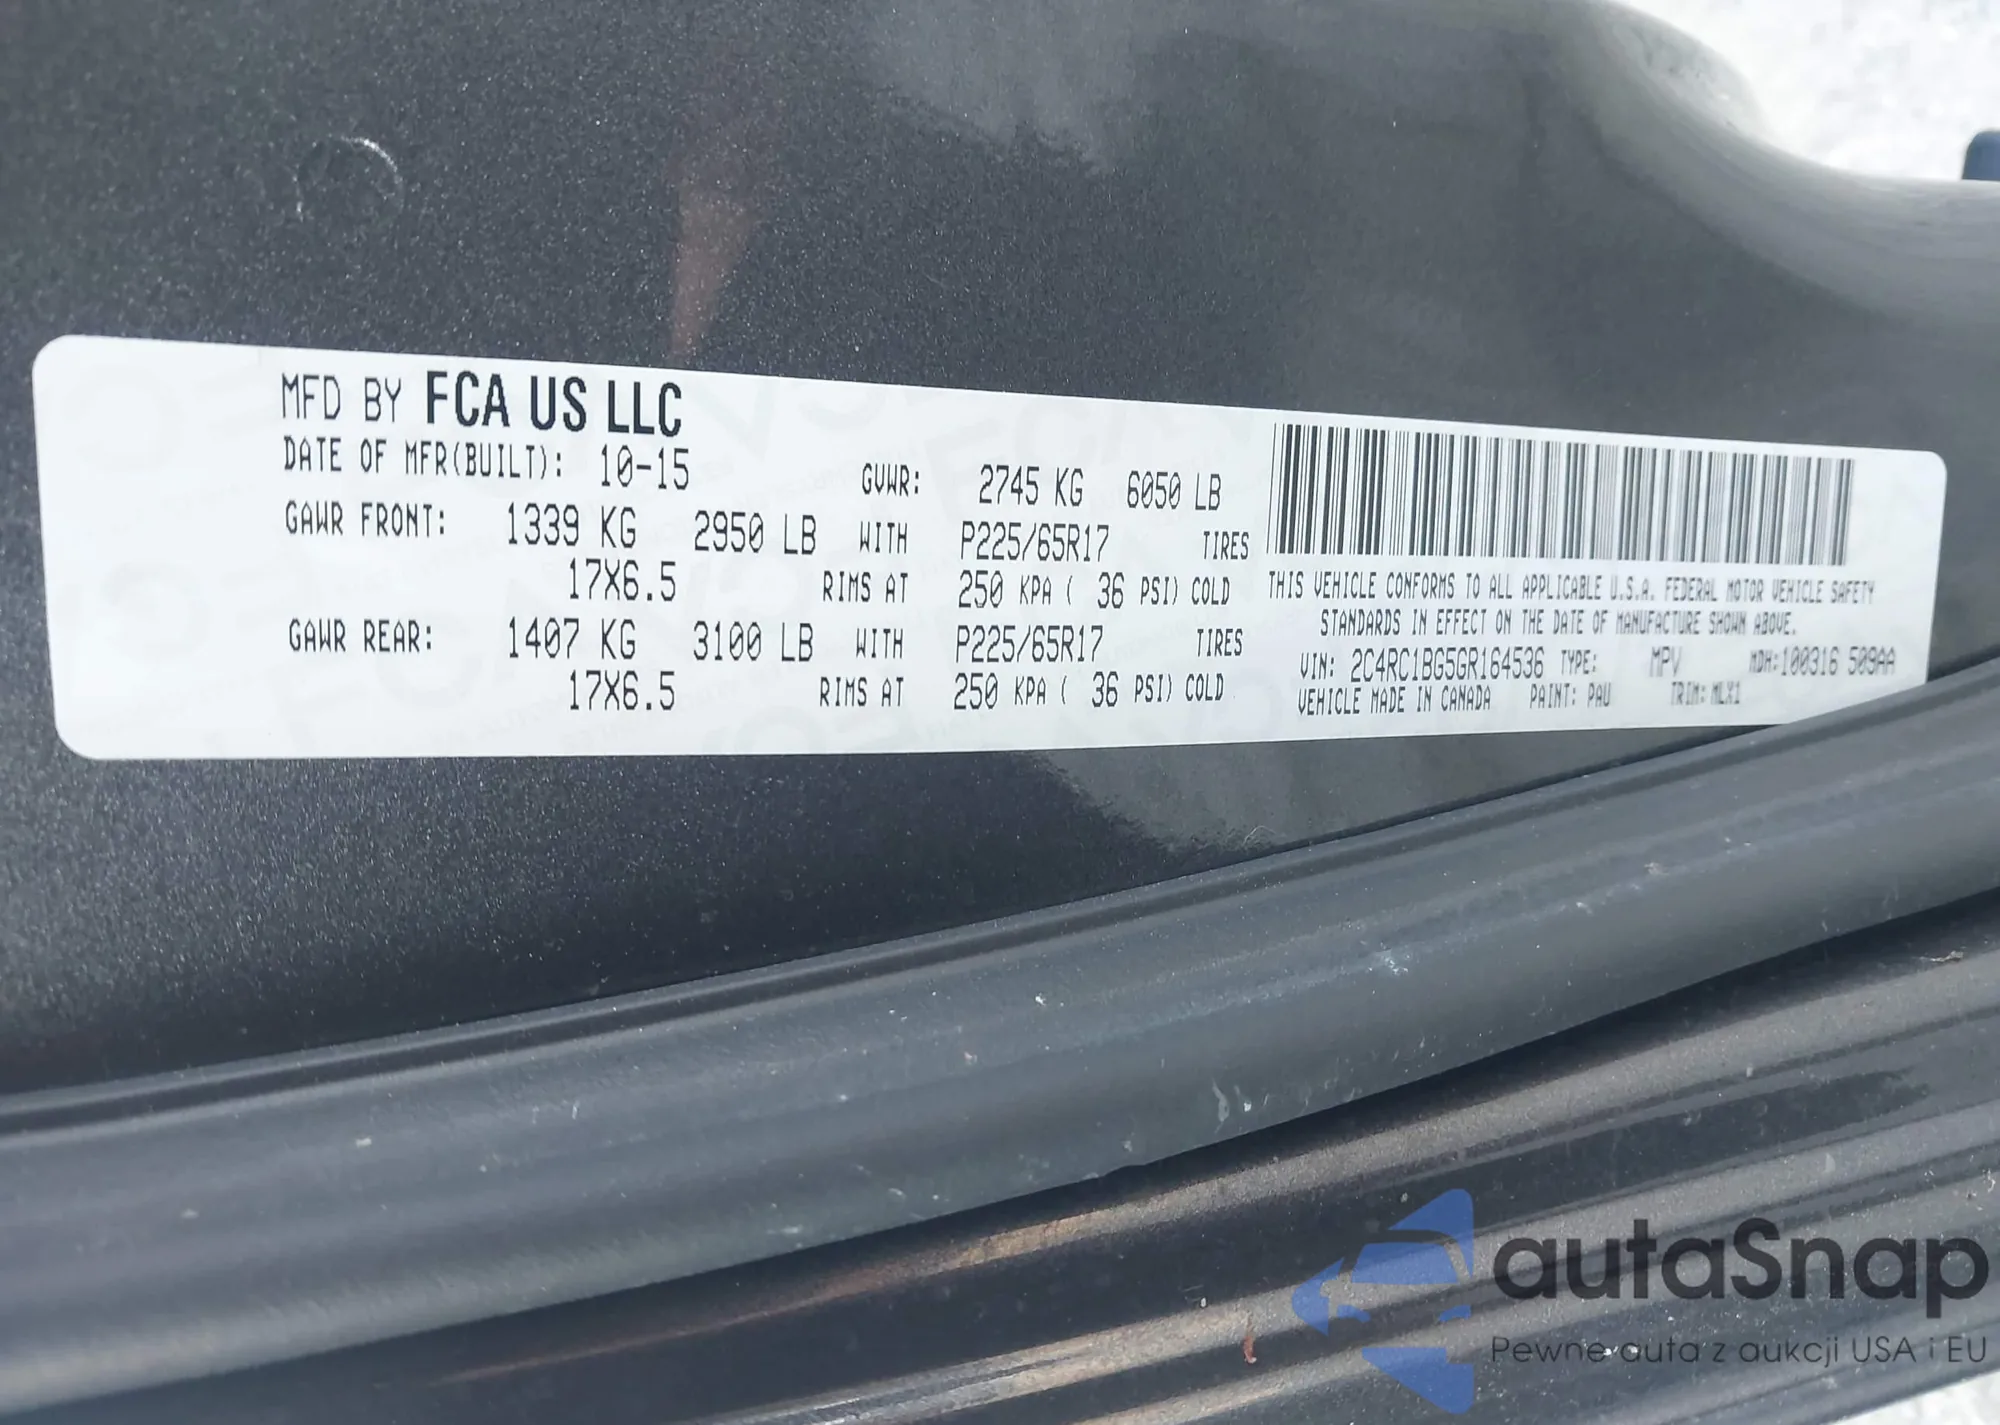 MFD BY FCA US LLC
DATE OF MFR(BUILT): 10-15 GVWR: 2745 KG 6050 LB
GAWR FRONT: 1339 KG 2950 LB WITH P225/65R17 TIRES
17X6.5 RIMS AT 250 KPA ( 36 PSI) COLD
GAWR REAR: 1407 KG 3100 LB WITH P225/65R17 TIRES
17X6.5 RIMS AT 250 KPA ( 36 PSI) COLD
THIS VEHICLE CONFORMS TO ALL APPLICABLE U.S.A. FEDERAL MOTOR VEHICLE SAFETY
STANDARDS IN EFFECT ON THE DATE OF MANUFACTURE SHOWN ABOVE.
VIN: 2C4RC1BG5GR164536 TYPE: MPV MDH:100316 509AA
VEHICLE MADE IN CANADA PAINT: PAU TRIM: MLX1
autaSnap
Pewne auta z aukcji USA i EU